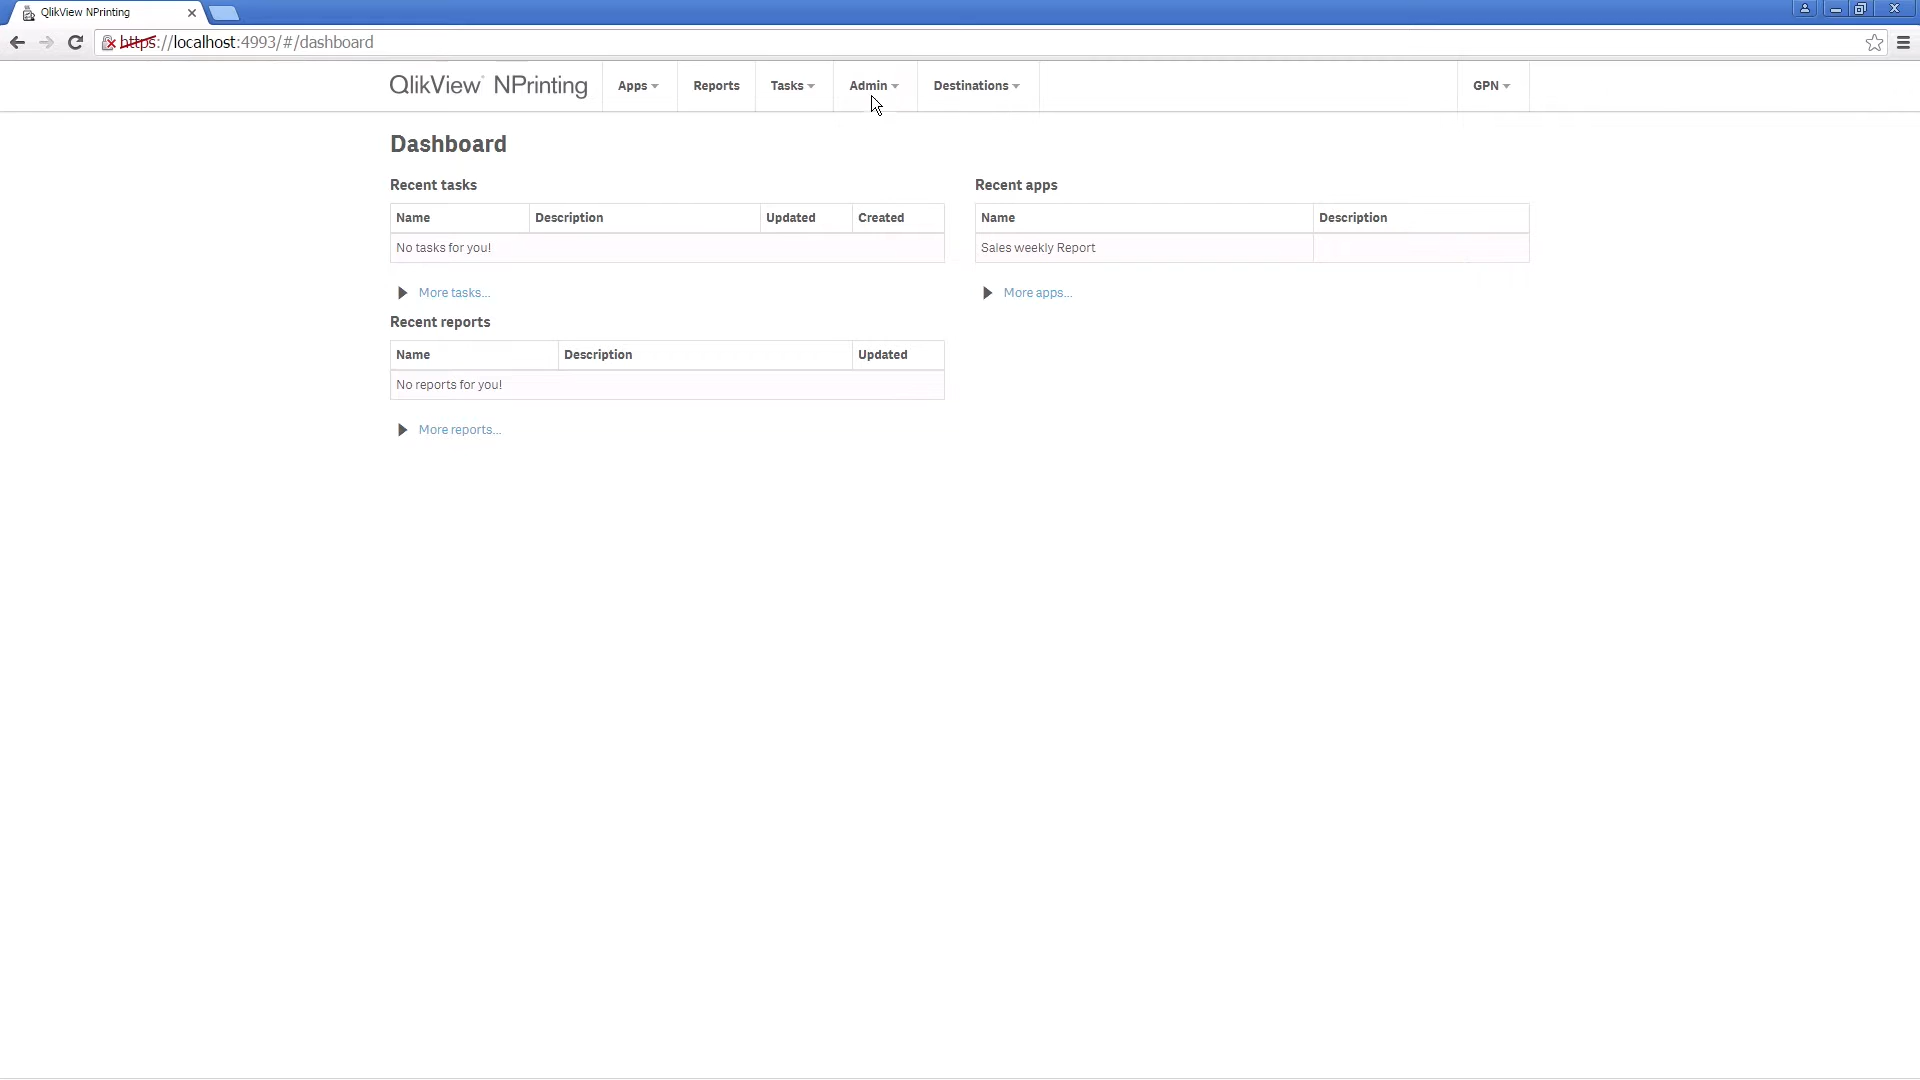 QlikView NPrinting
https://localhost:4993/#/dashboard
QlikView NPrinting Apps Reports Tasks Admin Destinations GPN
Dashboard
Recent tasks
Name Description Updated Created
No tasks for you!
More tasks...
Recent apps
Name Description
Sales weekly Report
More apps...
Recent reports
Name Description Updated
No reports for you!
More reports...